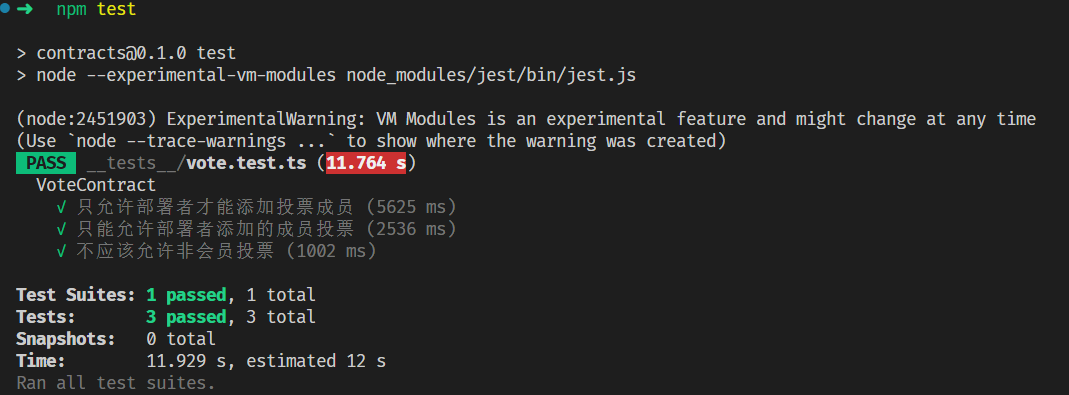 ➜ npm test
> contracts@0.1.0 test
> node --experimental-vm-modules node_modules/jest/bin/jest.js
(node:2451903) ExperimentalWarning: VM Modules is an experimental feature and might change at any time
(Use `node --trace-warnings ...` to show where the warning was created)
PASS __tests__/vote.test.ts (11.764 s)
VoteContract
√ 只允许部署者才能添加投票成员 (5625 ms)
√ 只能允许部署者添加的成员投票 (2536 ms)
√ 不应该允许非会员投票 (1002 ms)
Test Suites: 1 passed, 1 total
Tests: 3 passed, 3 total
Snapshots: 0 total
Time: 11.929 s, estimated 12 s
Ran all test suites.